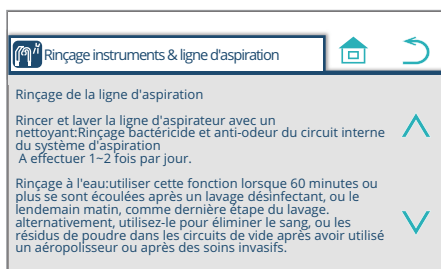 Rinçage instruments & ligne d'aspiration
Rinçage de la ligne d'aspiration
Rincer et laver la ligne d'aspirateur avec un
nettoyant:Rinçage bactéricide et anti-odeur du circuit interne
du système d'aspiration
A effectuer 1~2 fois par jour.
Rinçage à l'eau:utiliser cette fonction lorsque 60 minutes ou
plus se sont écoulées après un lavage désinfectant, ou le
lendemain matin, comme dernière étape du lavage.
alternativement, utilisez-le pour éliminer le sang, ou les
résidus de poudre dans les circuits de vide après avoir utilisé
un aéropolisseur ou après des soins invasifs.